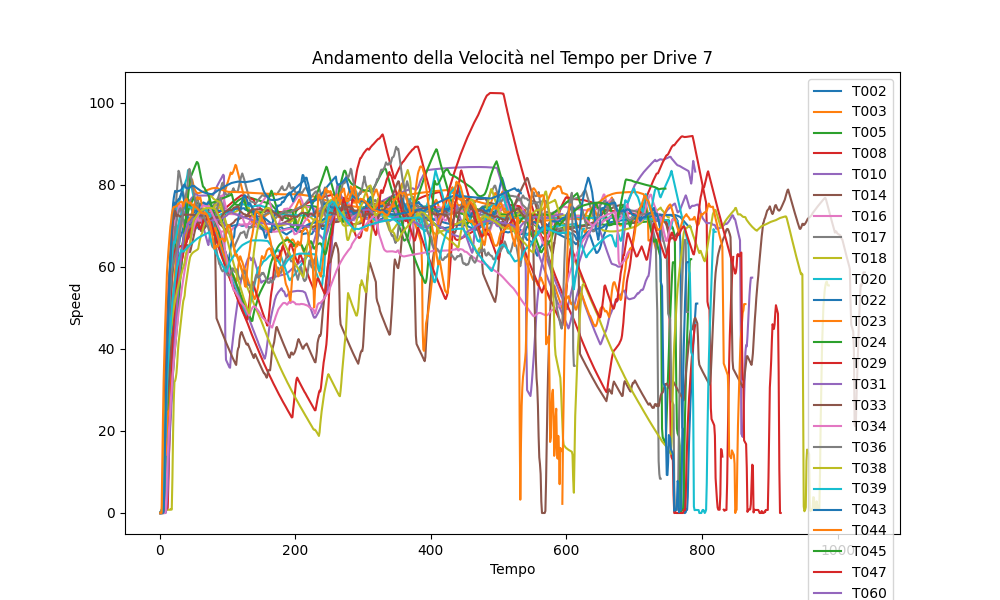 Andamento della Velocità nel Tempo per Drive 7
Speed
100
80
60
40
20
0
0
200
400
600
800
1000
Tempo
T002
T003
T005
T008
T010
T014
T016
T017
T018
T020
T022
T023
T024
T029
T031
T033
T034
T036
T038
T039
T043
T044
T045
T047
T060